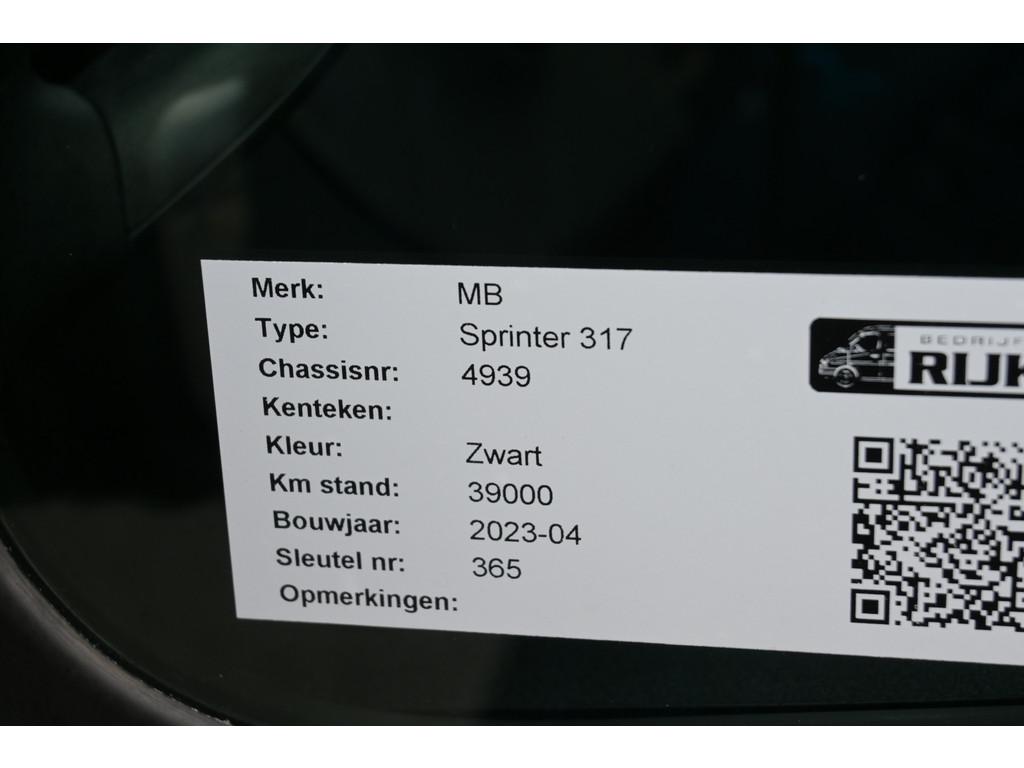 Merk: MB
Type: Sprinter 317
Chassisnr: 4939
Kenteken:
Kleur: Zwart
Km stand: 39000
Bouwjaar: 2023-04
Sleutel nr: 365
Opmerkingen: